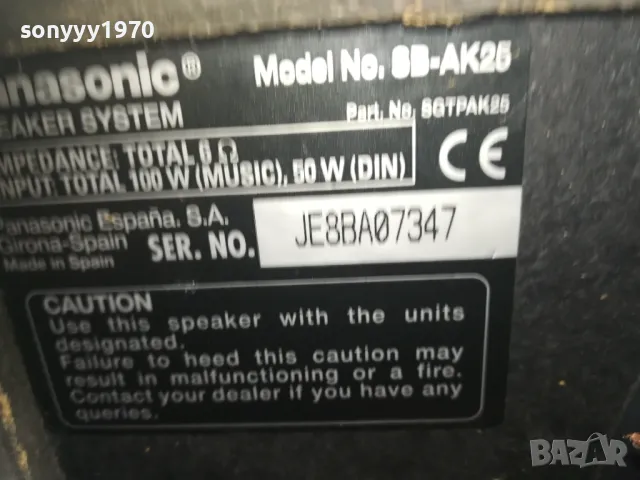 sonyyy1970
anasonic®
Model No. SB-AK25
EAKER SYSTEM
Part. No. SGTPAK25
MPEDANCE: TOTAL 6 Ω
NPUT TOTAL 100 W (MUSIC), 50 W (DIN)
CE
Panasonic España, S.A.
Girona-Spain
Made in Spain
SER. NO.
JE8BA07347
CAUTION
Use this speaker with the units
designated.
Failure to heed this caution may
result in malfunctioning or a fire.
Contact your dealer if you have any
queries.
BAZAR